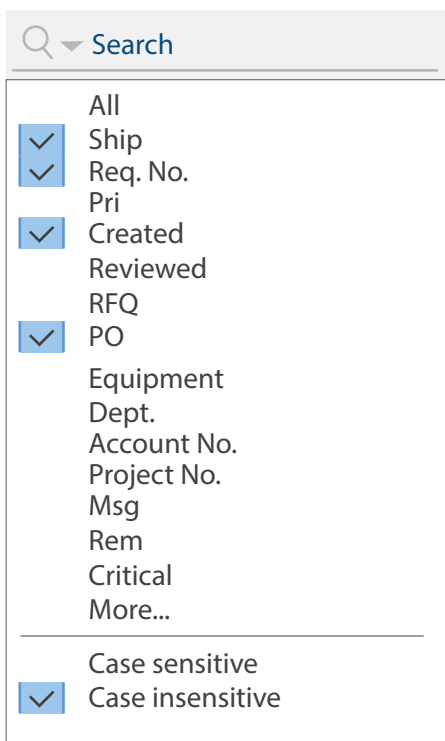 Search
All
Ship
Req. No.
Pri
Created
Reviewed
RFQ
PO
Equipment
Dept.
Account No.
Project No.
Msg
Rem
Critical
More...
Case sensitive
Case insensitive